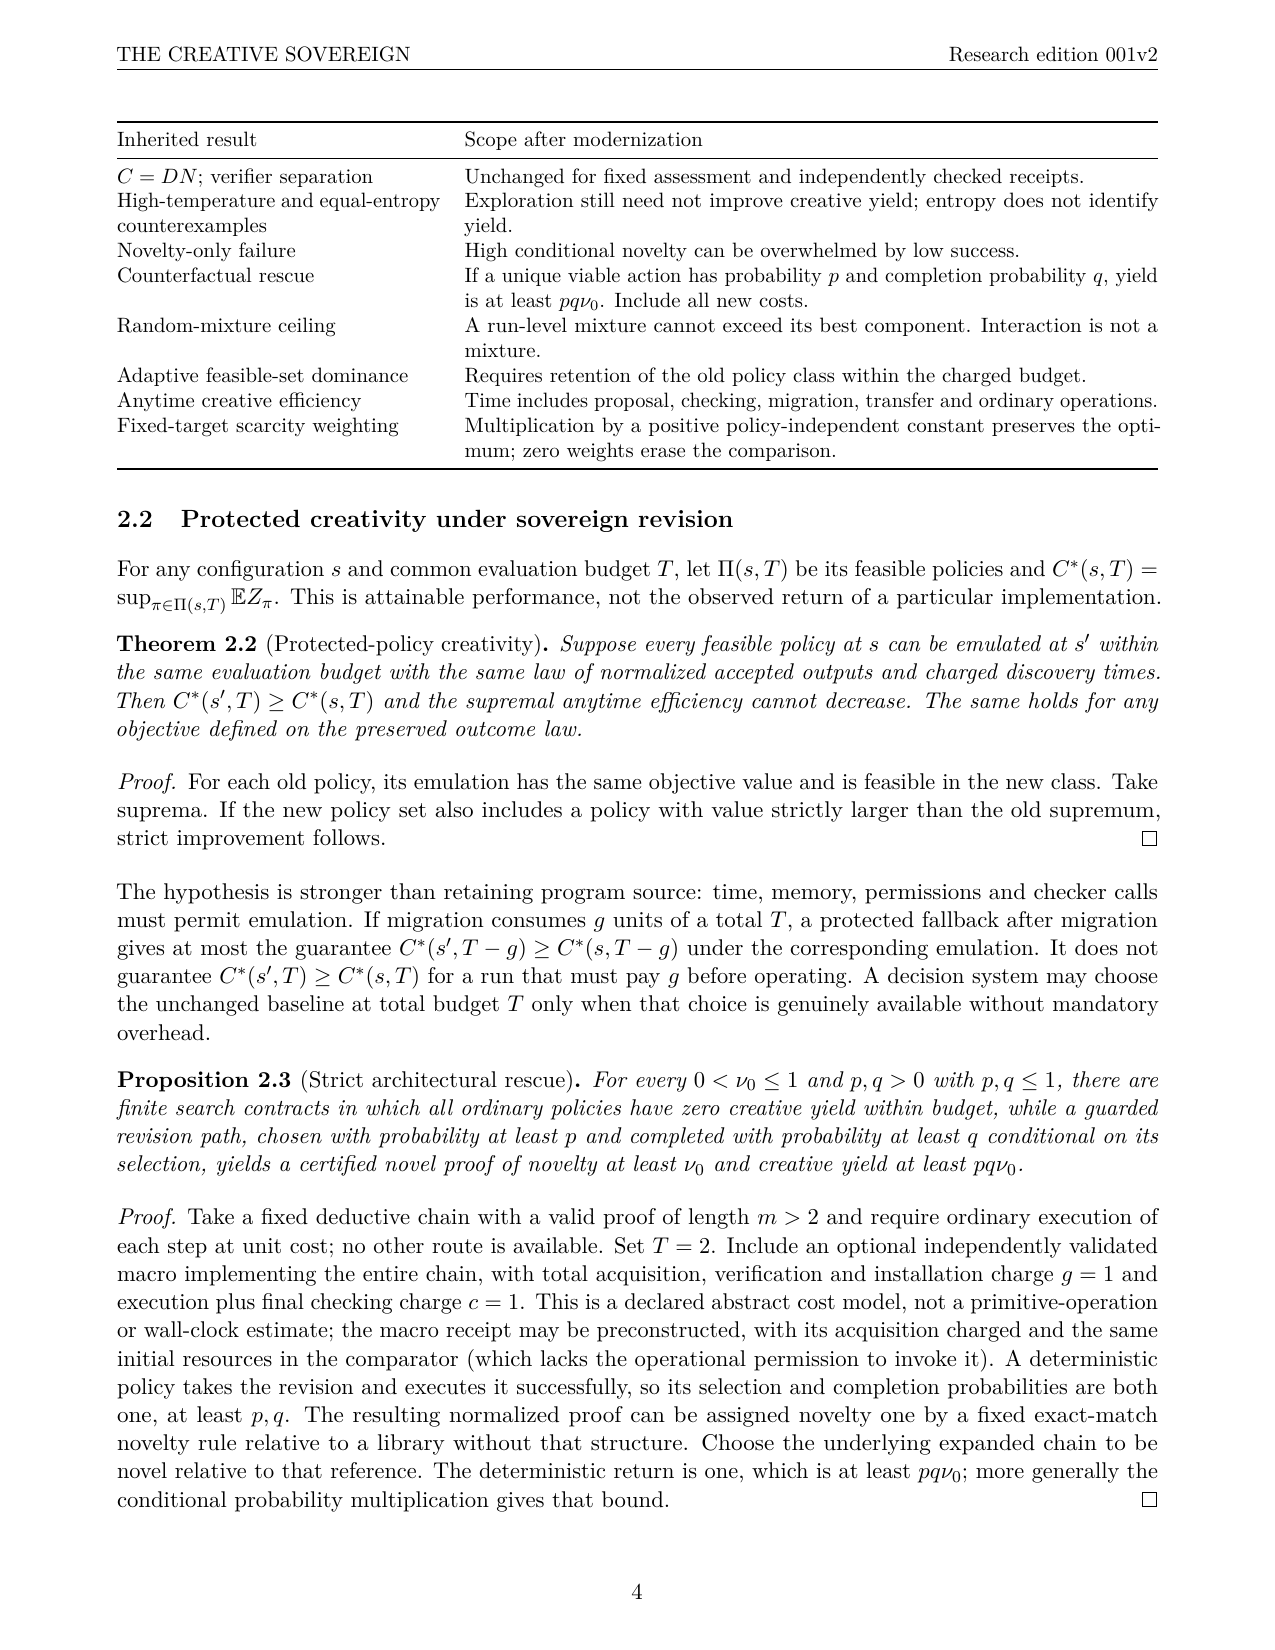 THE CREATIVE SOVEREIGN Research edition 001v2
Inherited result Scope after modernization
C = DN; verifier separation Unchanged for fixed assessment and independently checked receipts.
High-temperature and equal-entropy Exploration still need not improve creative yield; entropy does not identify
counterexamples yield.
Novelty-only failure High conditional novelty can be overwhelmed by low success.
Counterfactual rescue If a unique viable action has probability p and completion probability q, yield
is at least pqν₀. Include all new costs.
Random-mixture ceiling A run-level mixture cannot exceed its best component. Interaction is not a
mixture.
Adaptive feasible-set dominance Requires retention of the old policy class within the charged budget.
Anytime creative efficiency Time includes proposal, checking, migration, transfer and ordinary operations.
Fixed-target scarcity weighting Multiplication by a positive policy-independent constant preserves the opti-
mum; zero weights erase the comparison.
2.2 Protected creativity under sovereign revision
For any configuration s and common evaluation budget T, let Π(s, T) be its feasible policies and C*(s, T) =
sup_{π∈Π(s,T)} 𝔼Z_π. This is attainable performance, not the observed return of a particular implementation.
Theorem 2.2 (Protected-policy creativity). Suppose every feasible policy at s can be emulated at s′ within
the same evaluation budget with the same law of normalized accepted outputs and charged discovery times.
Then C*(s′, T) ≥ C*(s, T) and the supremal anytime efficiency cannot decrease. The same holds for any
objective defined on the preserved outcome law.
Proof. For each old policy, its emulation has the same objective value and is feasible in the new class. Take
suprema. If the new policy set also includes a policy with value strictly larger than the old supremum,
strict improvement follows. □
The hypothesis is stronger than retaining program source: time, memory, permissions and checker calls
must permit emulation. If migration consumes g units of a total T, a protected fallback after migration
gives at most the guarantee C*(s′, T − g) ≥ C*(s, T − g) under the corresponding emulation. It does not
guarantee C*(s′, T) ≥ C*(s, T) for a run that must pay g before operating. A decision system may choose
the unchanged baseline at total budget T only when that choice is genuinely available without mandatory
overhead.
Proposition 2.3 (Strict architectural rescue). For every 0 < ν₀ ≤ 1 and p, q > 0 with p, q ≤ 1, there are
finite search contracts in which all ordinary policies have zero creative yield within budget, while a guarded
revision path, chosen with probability at least p and completed with probability at least q conditional on its
selection, yields a certified novel proof of novelty at least ν₀ and creative yield at least pqν₀.
Proof. Take a fixed deductive chain with a valid proof of length m > 2 and require ordinary execution of
each step at unit cost; no other route is available. Set T = 2. Include an optional independently validated
macro implementing the entire chain, with total acquisition, verification and installation charge g = 1 and
execution plus final checking charge c = 1. This is a declared abstract cost model, not a primitive-operation
or wall-clock estimate; the macro receipt may be preconstructed, with its acquisition charged and the same
initial resources in the comparator (which lacks the operational permission to invoke it). A deterministic
policy takes the revision and executes it successfully, so its selection and completion probabilities are both
one, at least p, q. The resulting normalized proof can be assigned novelty one by a fixed exact-match
novelty rule relative to a library without that structure. Choose the underlying expanded chain to be
novel relative to that reference. The deterministic return is one, which is at least pqν₀; more generally the
conditional probability multiplication gives that bound. □
4